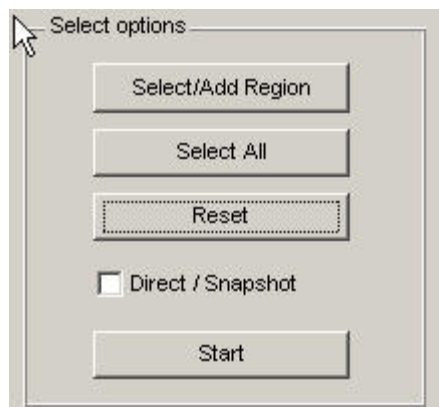 Select options
Select/Add Region
Select All
Reset
Direct / Snapshot
Start